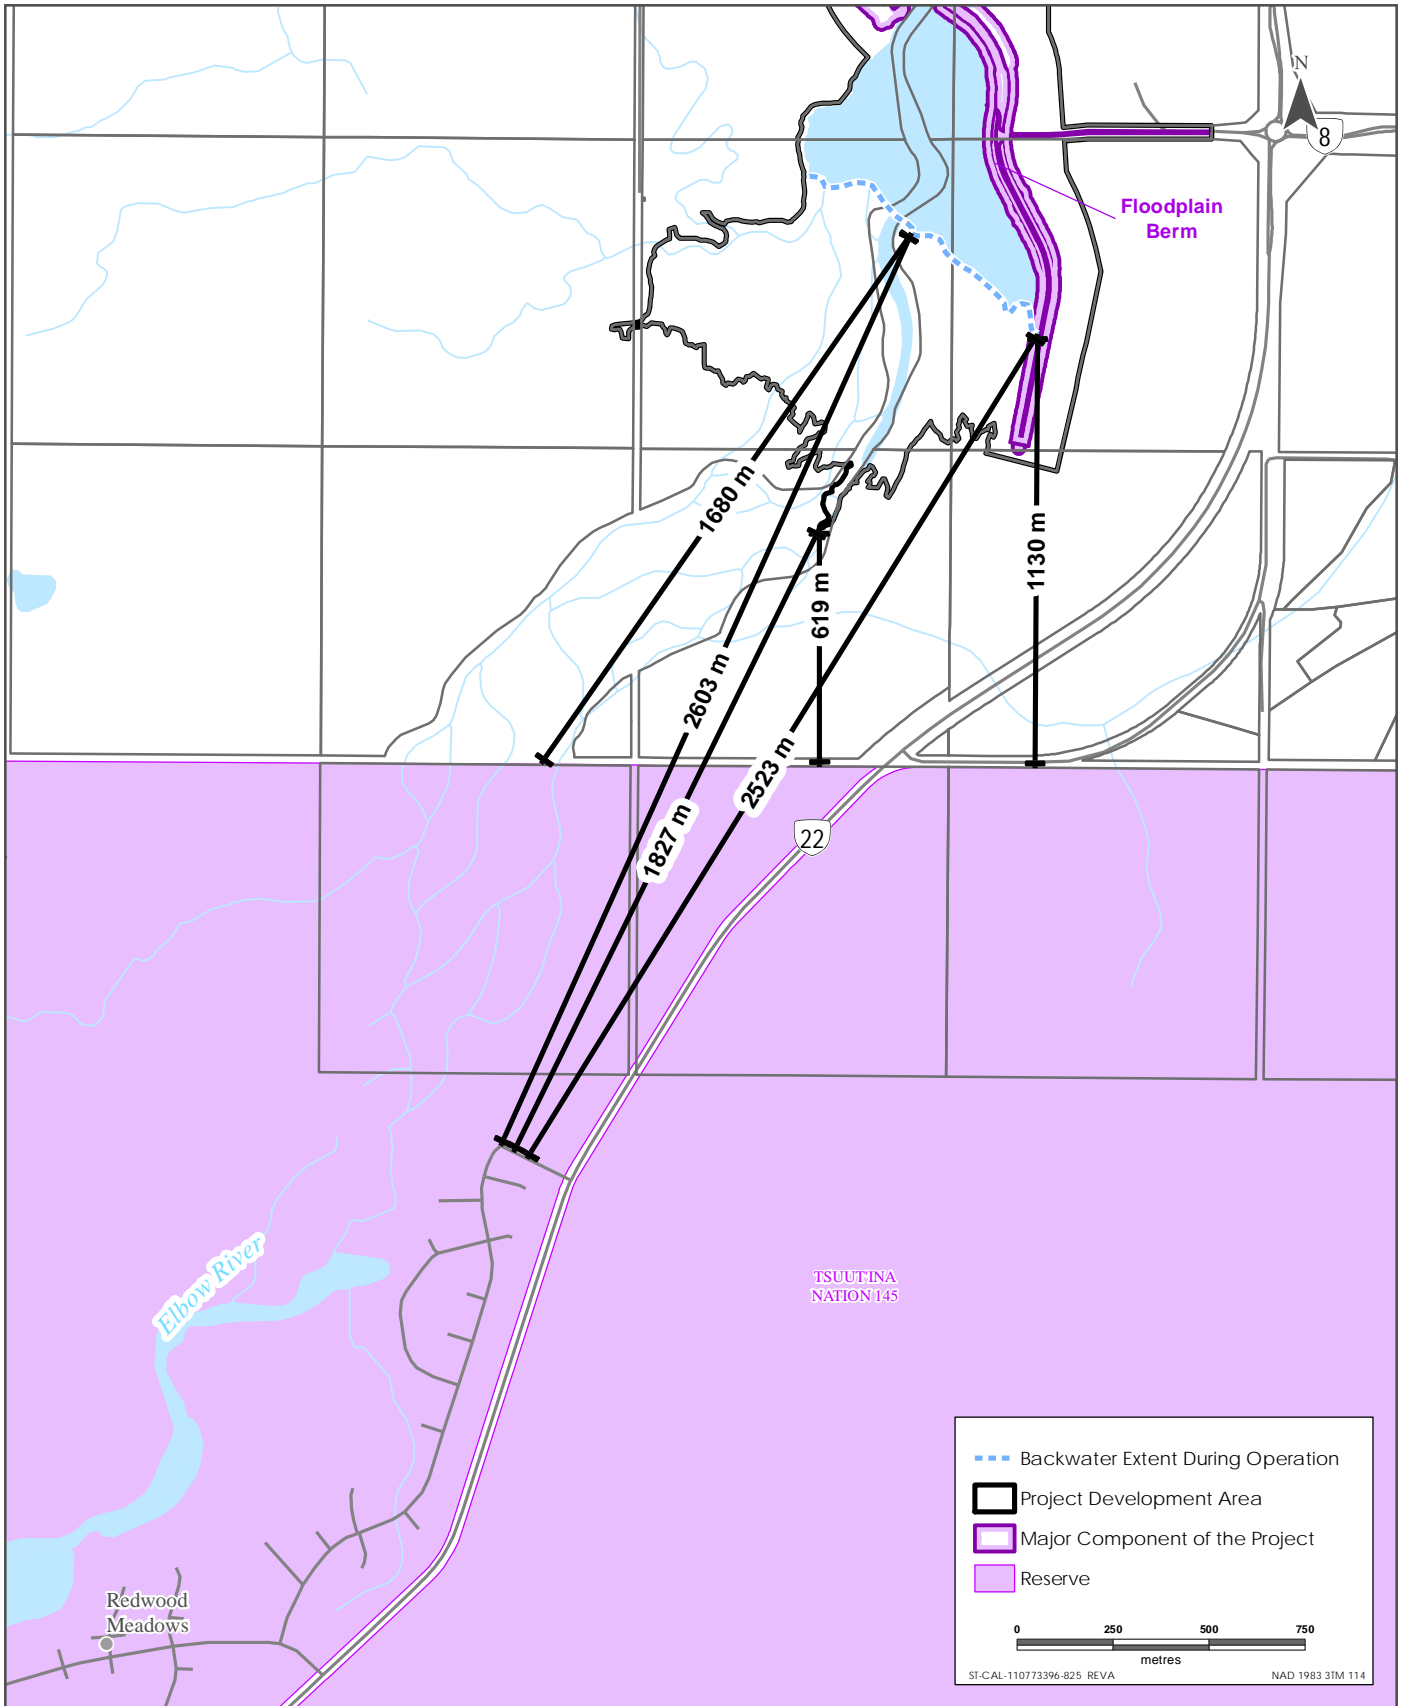 N
8
Floodplain
Berm
1680 m
1130 m
619 m
2603 m
2523 m
1827 m
22
TSUUT'INA
NATION 145
Elbow River
Redwood
Meadows
Backwater Extent During Operation
Project Development Area
Major Component of the Project
Reserve
0 250 500 750
metres
ST-CAL-110773396-825 REVA NAD 1983 3TM 114